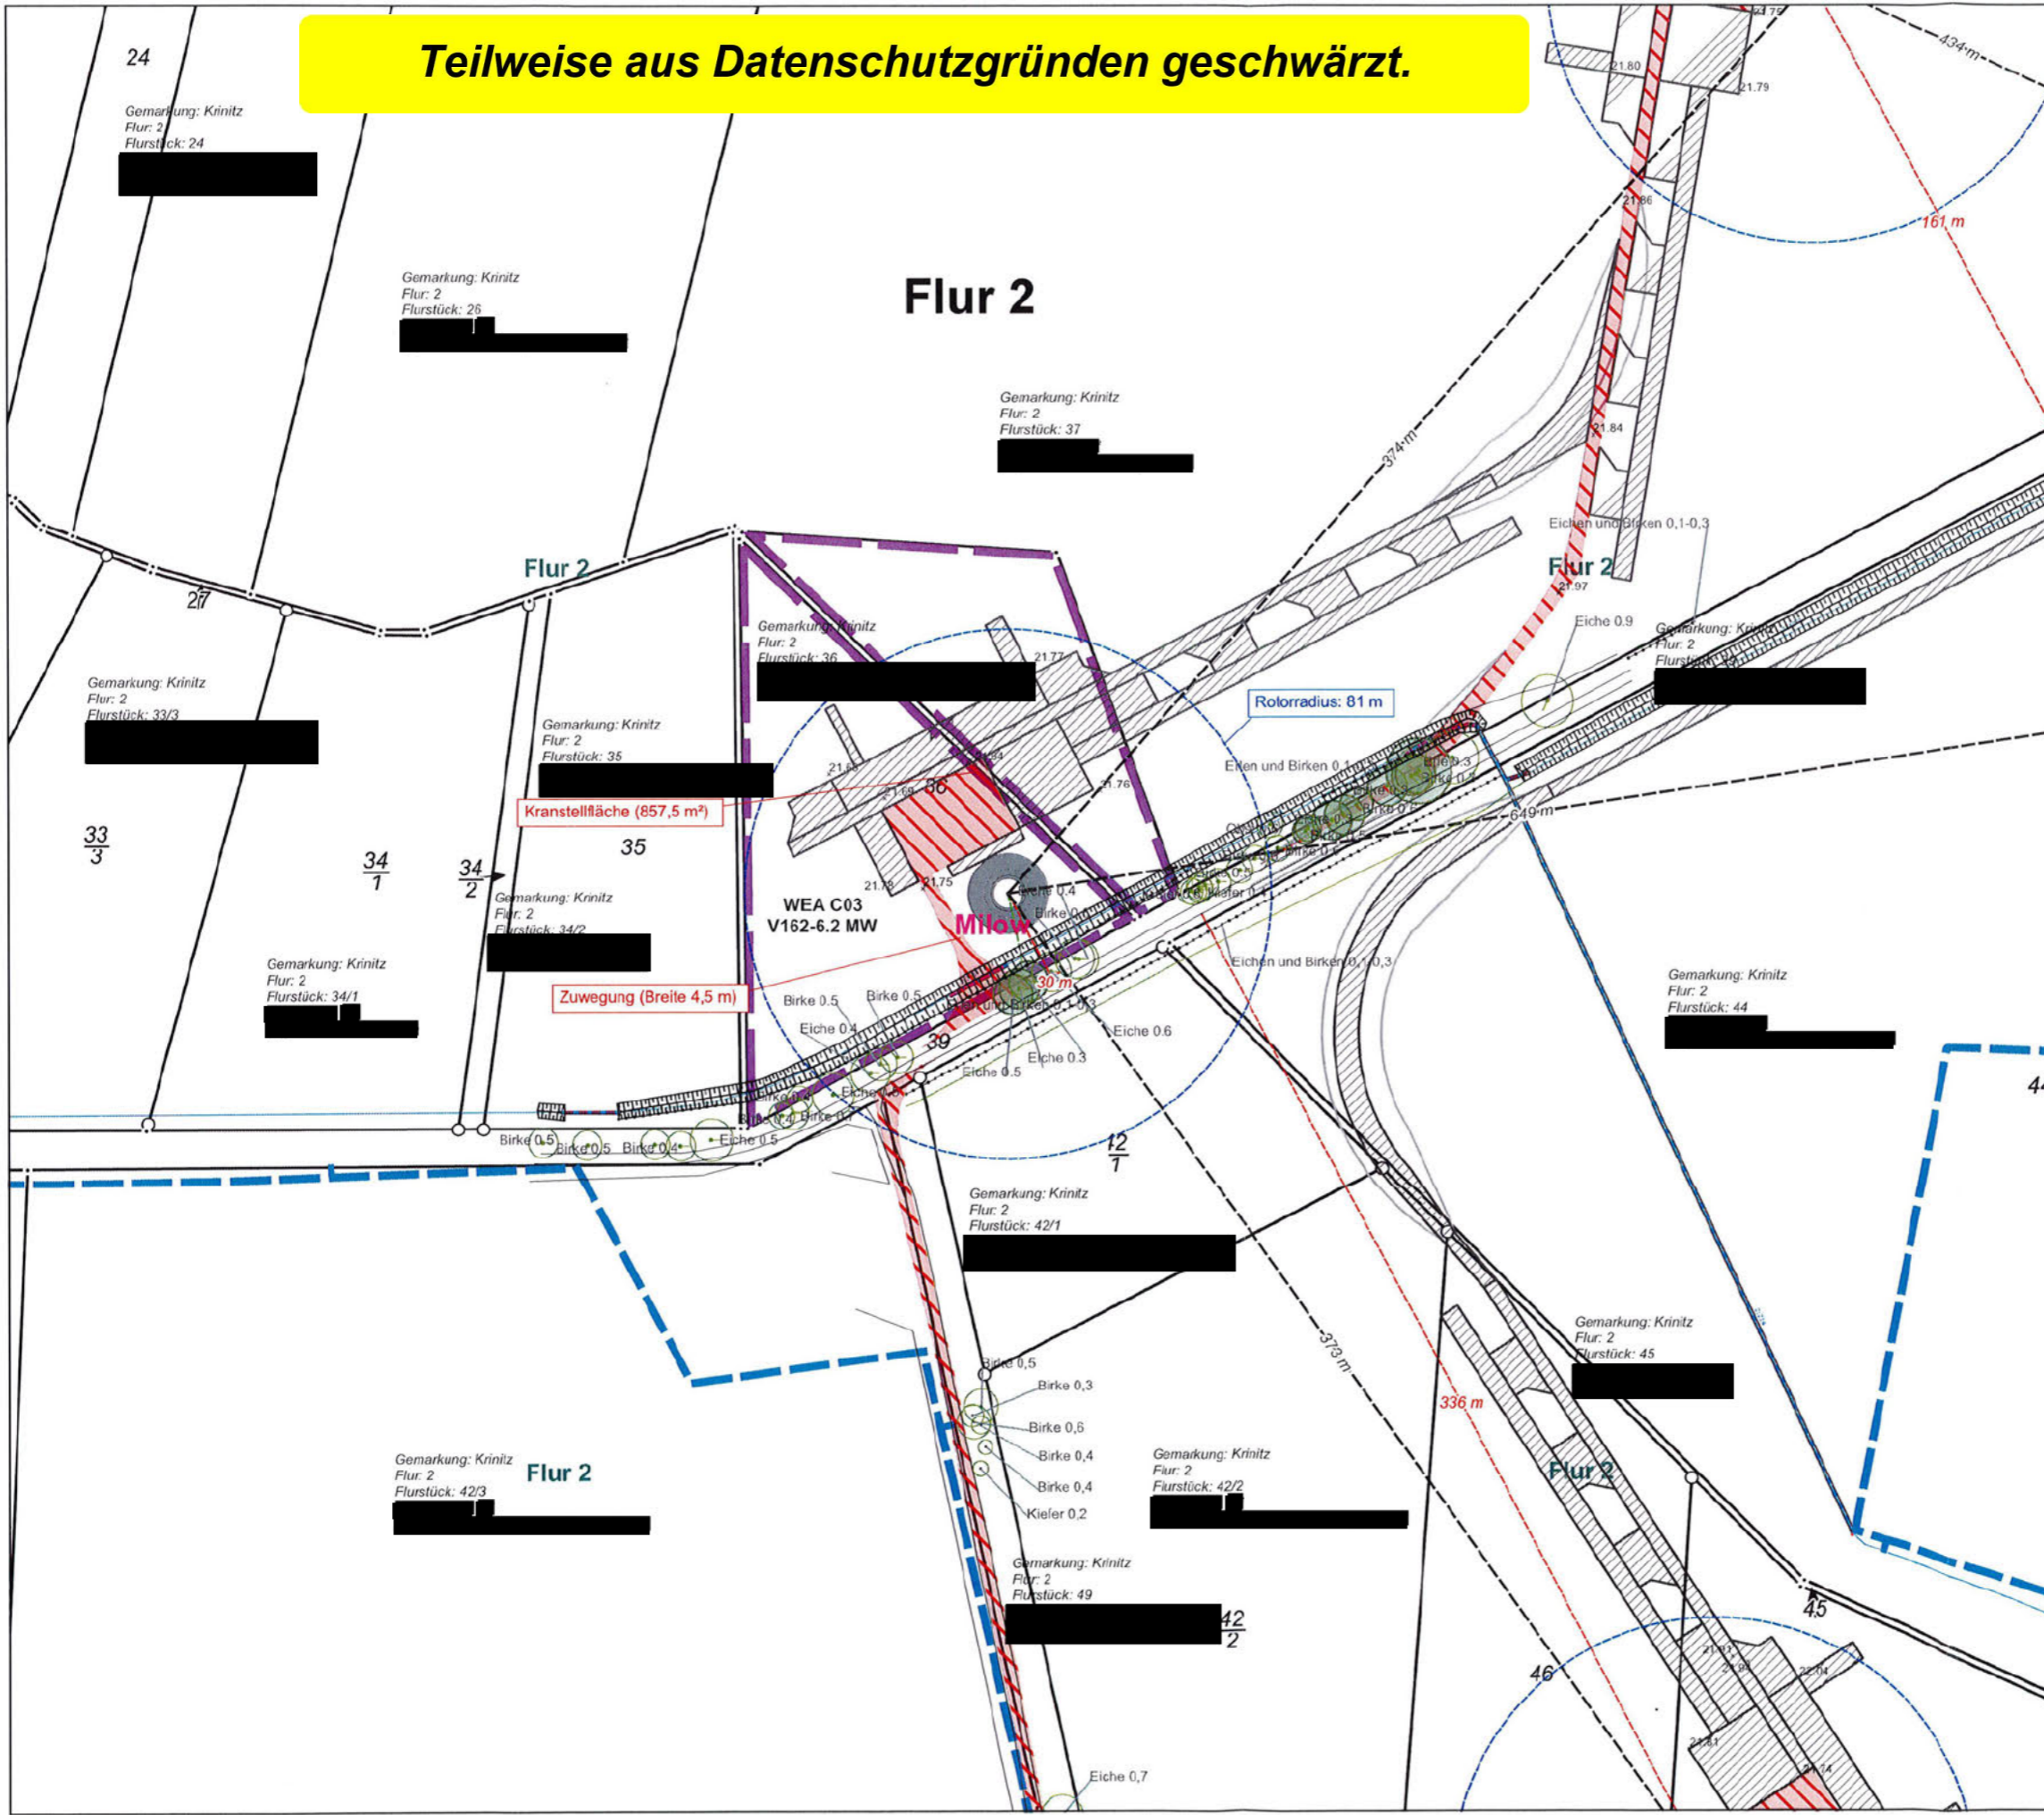 Teilweise aus Datenschutzgründen geschwärzt.
24
Gemarkung: Krinitz
Flur: 2
Flurstück: 24
21.75
434 m
21.80
21.79
21.86
161 m
Gemarkung: Krinitz
Flur: 2
Flurstück: 26
Flur 2
Gemarkung: Krinitz
Flur: 2
Flurstück: 37
374 m
21.84
Eichen und Birken 0,1-0,3
Flur 2
27
Flur 2
21.97
Eiche 0.9
Gemarkung: Krinitz
Flur: 2
Flurstück: 36
21.77
Gemarkung:
Flur: 2
Gemarkung: Krinitz
Flur: 2
Flurstück: 33/3
Gemarkung: Krinitz
Flur: 2
Flurstück: 35
Rotorradius: 81 m
21.76
Kranstellfläche (857,5 m²)
36
649 m
33
3
34
1
34
2
35
21.75
Gemarkung: Krinitz
Flur: 2
Flurstück: 34/2
WEA C03
V162-6.2 MW
Milow
Eiche 0.4
Eichen und Birken 0,1-0,3
Gemarkung: Krinitz
Flur: 2
Flurstück: 34/1
Zuwegung (Breite 4,5 m)
30 m
Birke 0.5
Birke 0.5
Eiche 0.4
39
Eiche 0.6
Eiche 0.3
Eiche 0.5
Gemarkung: Krinitz
Flur: 2
Flurstück: 44
Birke 0.5
Birke 0.5
Birke 0.4
Eiche 0.5
12
1
Gemarkung: Krinitz
Flur: 2
Flurstück: 42/1
373 m
336 m
Gemarkung: Krinitz
Flur: 2
Flurstück: 45
Birke 0,5
Birke 0,3
Birke 0,6
Birke 0,4
Birke 0,4
Kiefer 0,2
Gemarkung: Krinitz
Flur: 2
Flurstück: 42/3
Flur 2
Gemarkung: Krinitz
Flur: 2
Flurstück: 42/2
Flur 2
Gemarkung: Krinitz
Flur: 2
Flurstück: 49
42
2
45
46
22.04
Eiche 0,7